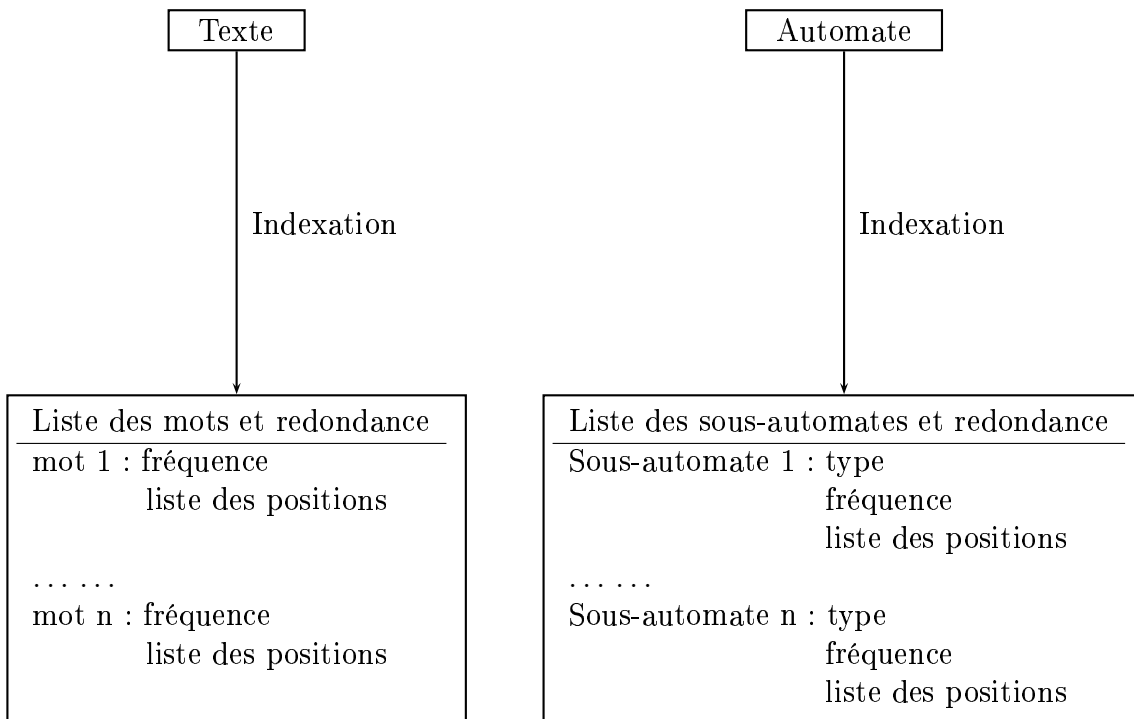 Texte
Indexation
Liste des mots et redondance
mot 1 : fréquence
liste des positions
... ...
mot n : fréquence
liste des positions
Automate
Indexation
Liste des sous-automates et redondance
Sous-automate 1 : type
fréquence
liste des positions
... ...
Sous-automate n : type
fréquence
liste des positions